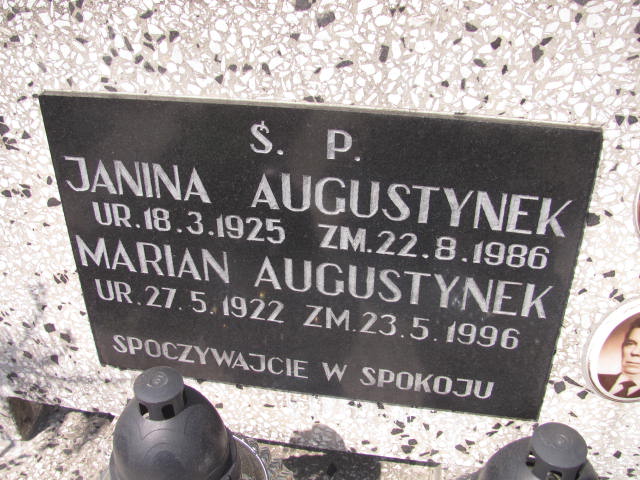 Ś. P.
JANINA AUGUSTYNEK
UR. 18.3.1925 ZM. 22.8.1986
MARIAN AUGUSTYNEK
UR. 27.5.1922 ZM. 23.5.1996
SPOCZYWAJCIE W SPOKOJU